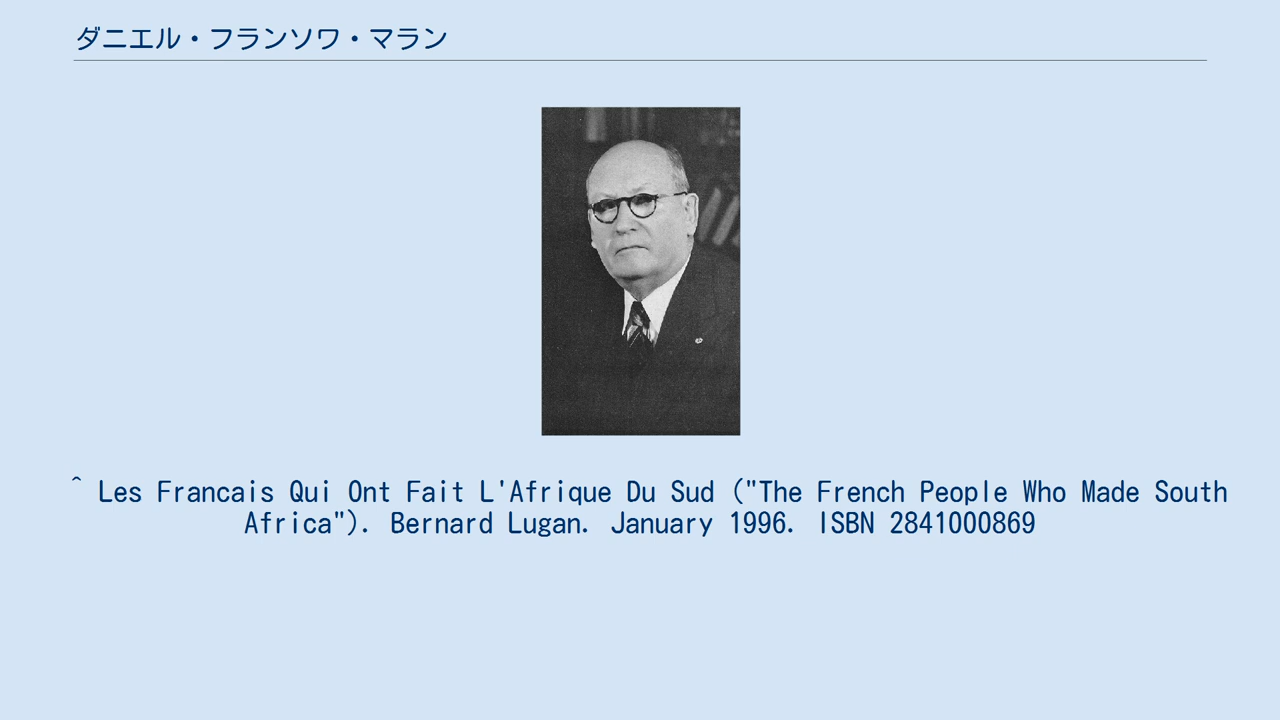 ダニエル・フランソワ・マラン
^ Les Francais Qui Ont Fait L'Afrique Du Sud ("The French People Who Made South
Africa"). Bernard Lugan. January 1996. ISBN 2841000869